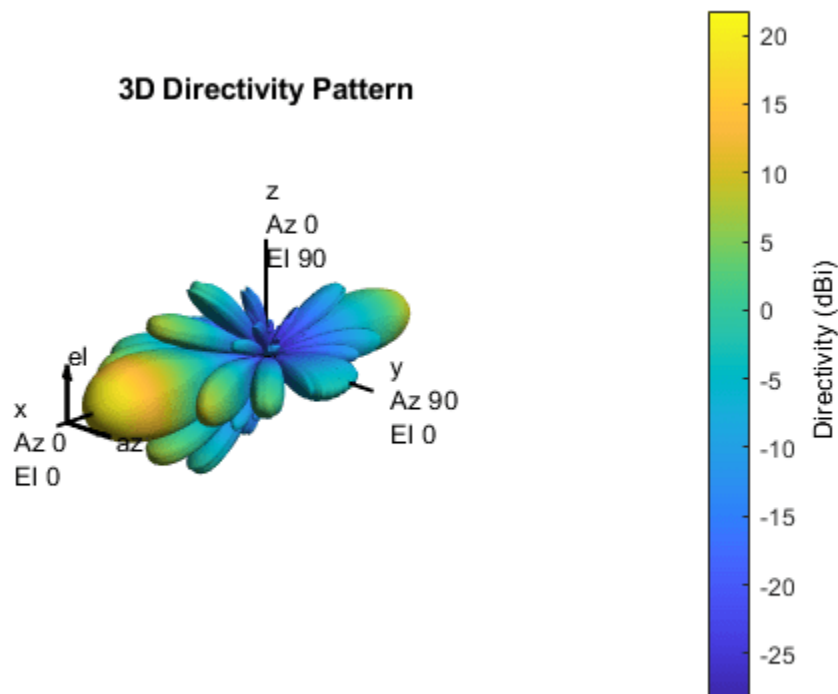 3D Directivity Pattern
z
Az 0
El 90
el
x
Az 0
El 0
az
y
Az 90
El 0
20
15
10
5
0
-5
-10
-15
-20
-25
Directivity (dBi)